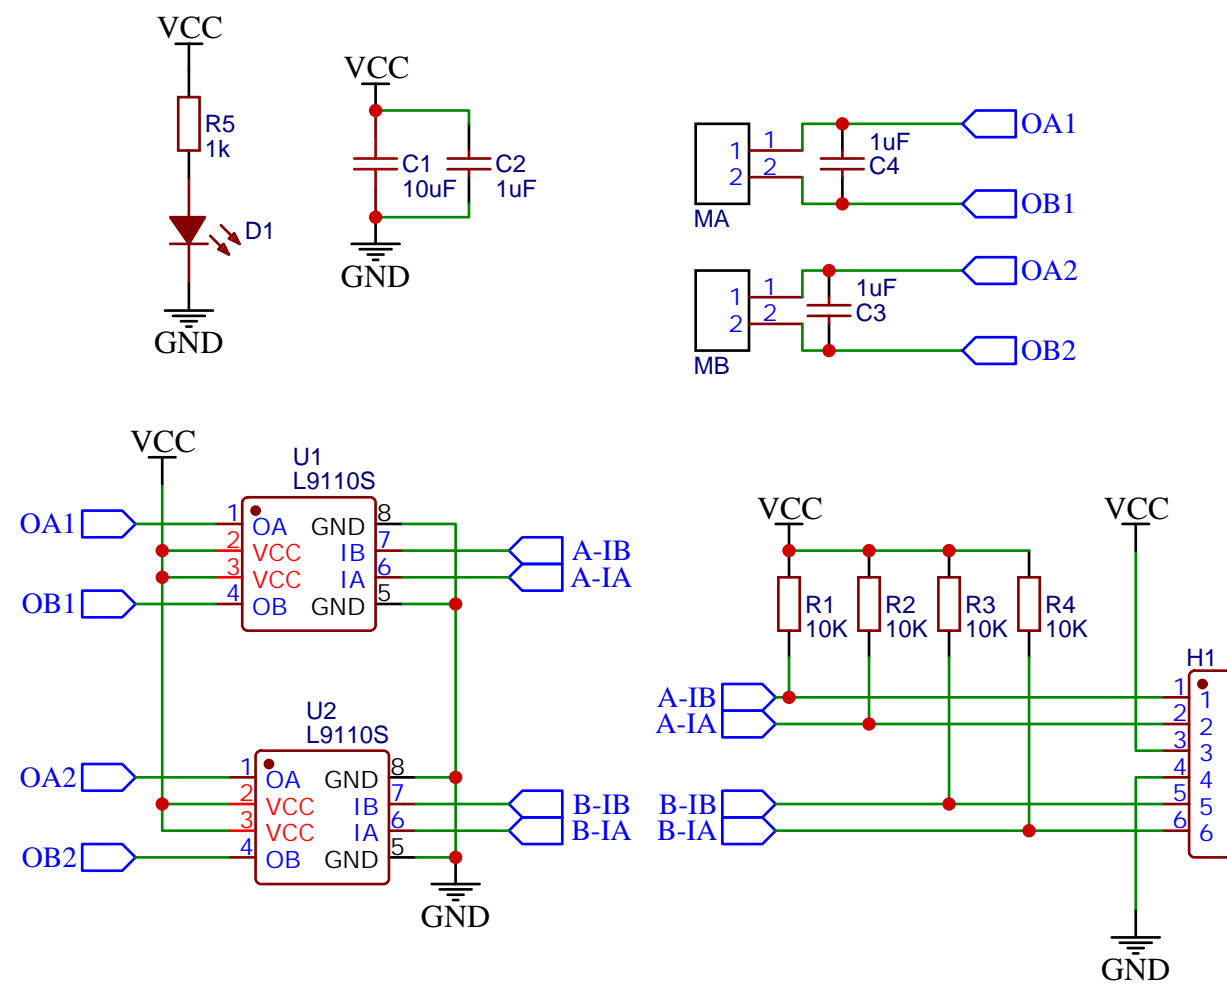 VCC
R5
1k
D1
GND
VCC
C1
10uF
C2
1uF
GND
1
2
1
2
MA
1uF
C4
OA1
OB1
1
2
1
2
MB
1uF
C3
OA2
OB2
VCC
U1
L9110S
OA1
OB1
1
2
3
4
OA
VCC
VCC
OB
GND
IB
IA
GND
8
7
6
5
A-IB
A-IA
U2
L9110S
OA2
OB2
1
2
3
4
OA
VCC
VCC
OB
GND
IB
IA
GND
8
7
6
5
B-IB
B-IA
GND
VCC
R1
10K
R2
10K
R3
10K
R4
10K
VCC
A-IB
A-IA
B-IB
B-IA
H1
1
2
3
4
5
6
1
2
3
4
5
6
GND